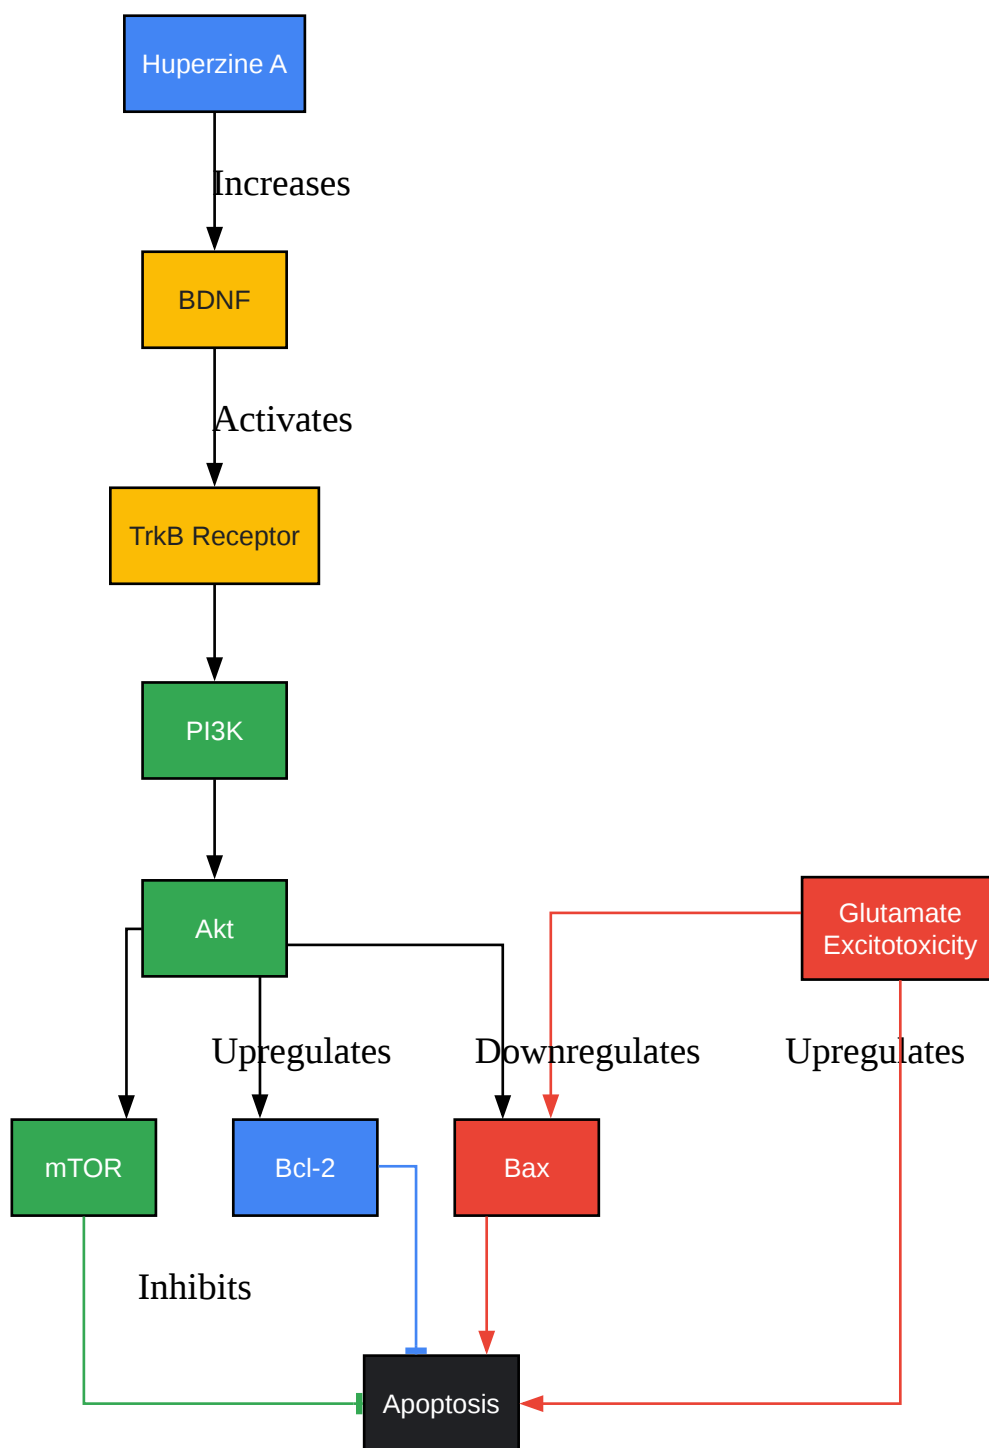 Huperzine A
Increases
BDNF
Activates
TrkB Receptor
PI3K
Akt
Glutamate
Excitotoxicity
Upregulates
Downregulates
Upregulates
mTOR
Bcl-2
Bax
Inhibits
Apoptosis